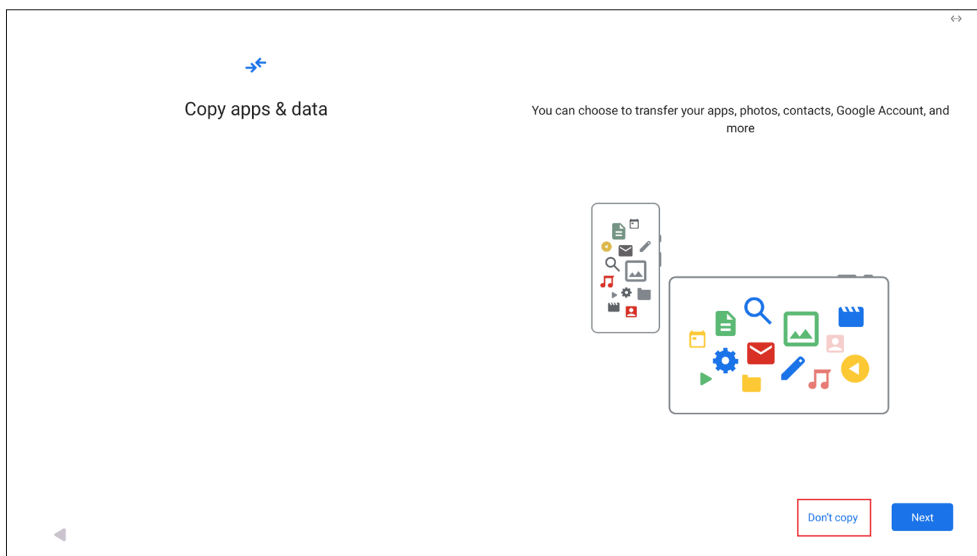 Copy apps & data
You can choose to transfer your apps, photos, contacts, Google Account, and
more
Don't copy
Next